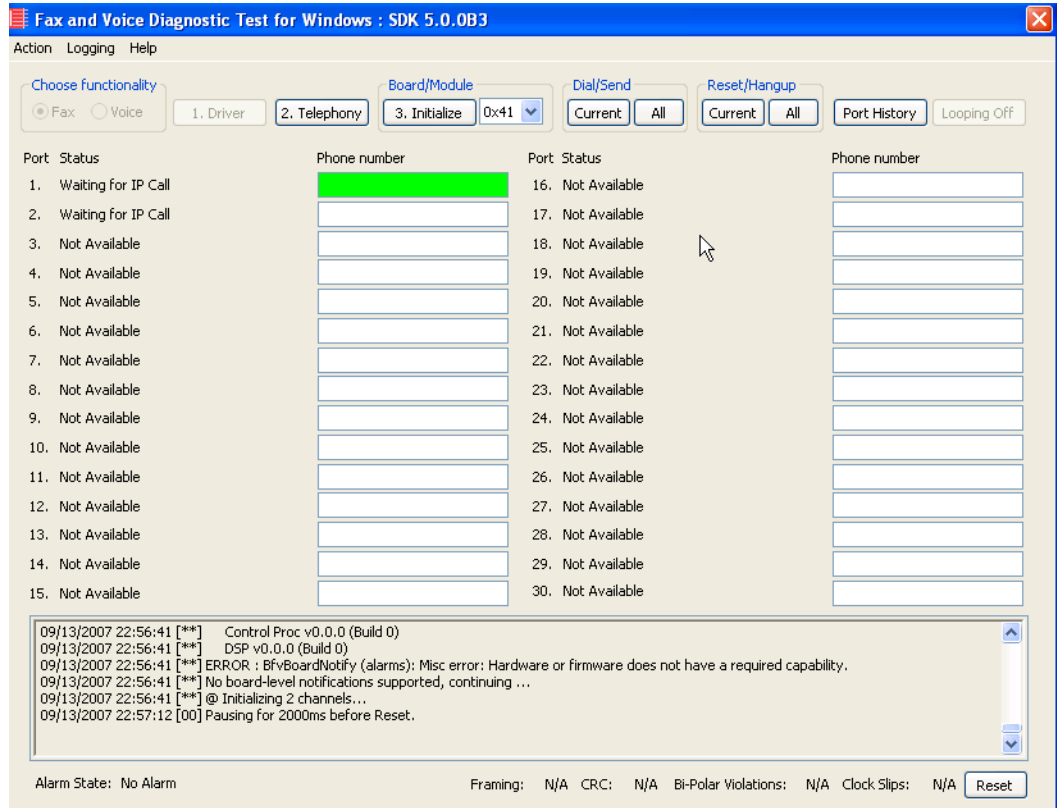 Fax and Voice Diagnostic Test for Windows : SDK 5.0.0B3
Action Logging Help
Choose functionality Board/Module Dial/Send Reset/Hangup
Fax Voice 1. Driver 2. Telephony 3. Initialize 0x41 Current All Current All Port History Looping Off
Port Status Phone number Port Status Phone number
1. Waiting for IP Call 16. Not Available
2. Waiting for IP Call 17. Not Available
3. Not Available 18. Not Available
4. Not Available 19. Not Available
5. Not Available 20. Not Available
6. Not Available 21. Not Available
7. Not Available 22. Not Available
8. Not Available 23. Not Available
9. Not Available 24. Not Available
10. Not Available 25. Not Available
11. Not Available 26. Not Available
12. Not Available 27. Not Available
13. Not Available 28. Not Available
14. Not Available 29. Not Available
15. Not Available 30. Not Available
09/13/2007 22:56:41 [**] Control Proc v0.0.0 (Build 0)
09/13/2007 22:56:41 [**] DSP v0.0.0 (Build 0)
09/13/2007 22:56:41 [**] ERROR : BfvBoardNotify (alarms): Misc error: Hardware or firmware does not have a required capability.
09/13/2007 22:56:41 [**] No board-level notifications supported, continuing ...
09/13/2007 22:56:41 [**] @ Initializing 2 channels...
09/13/2007 22:57:12 [00] Pausing for 2000ms before Reset.
Alarm State: No Alarm Framing: N/A CRC: N/A Bi-Polar Violations: N/A Clock Slips: N/A Reset